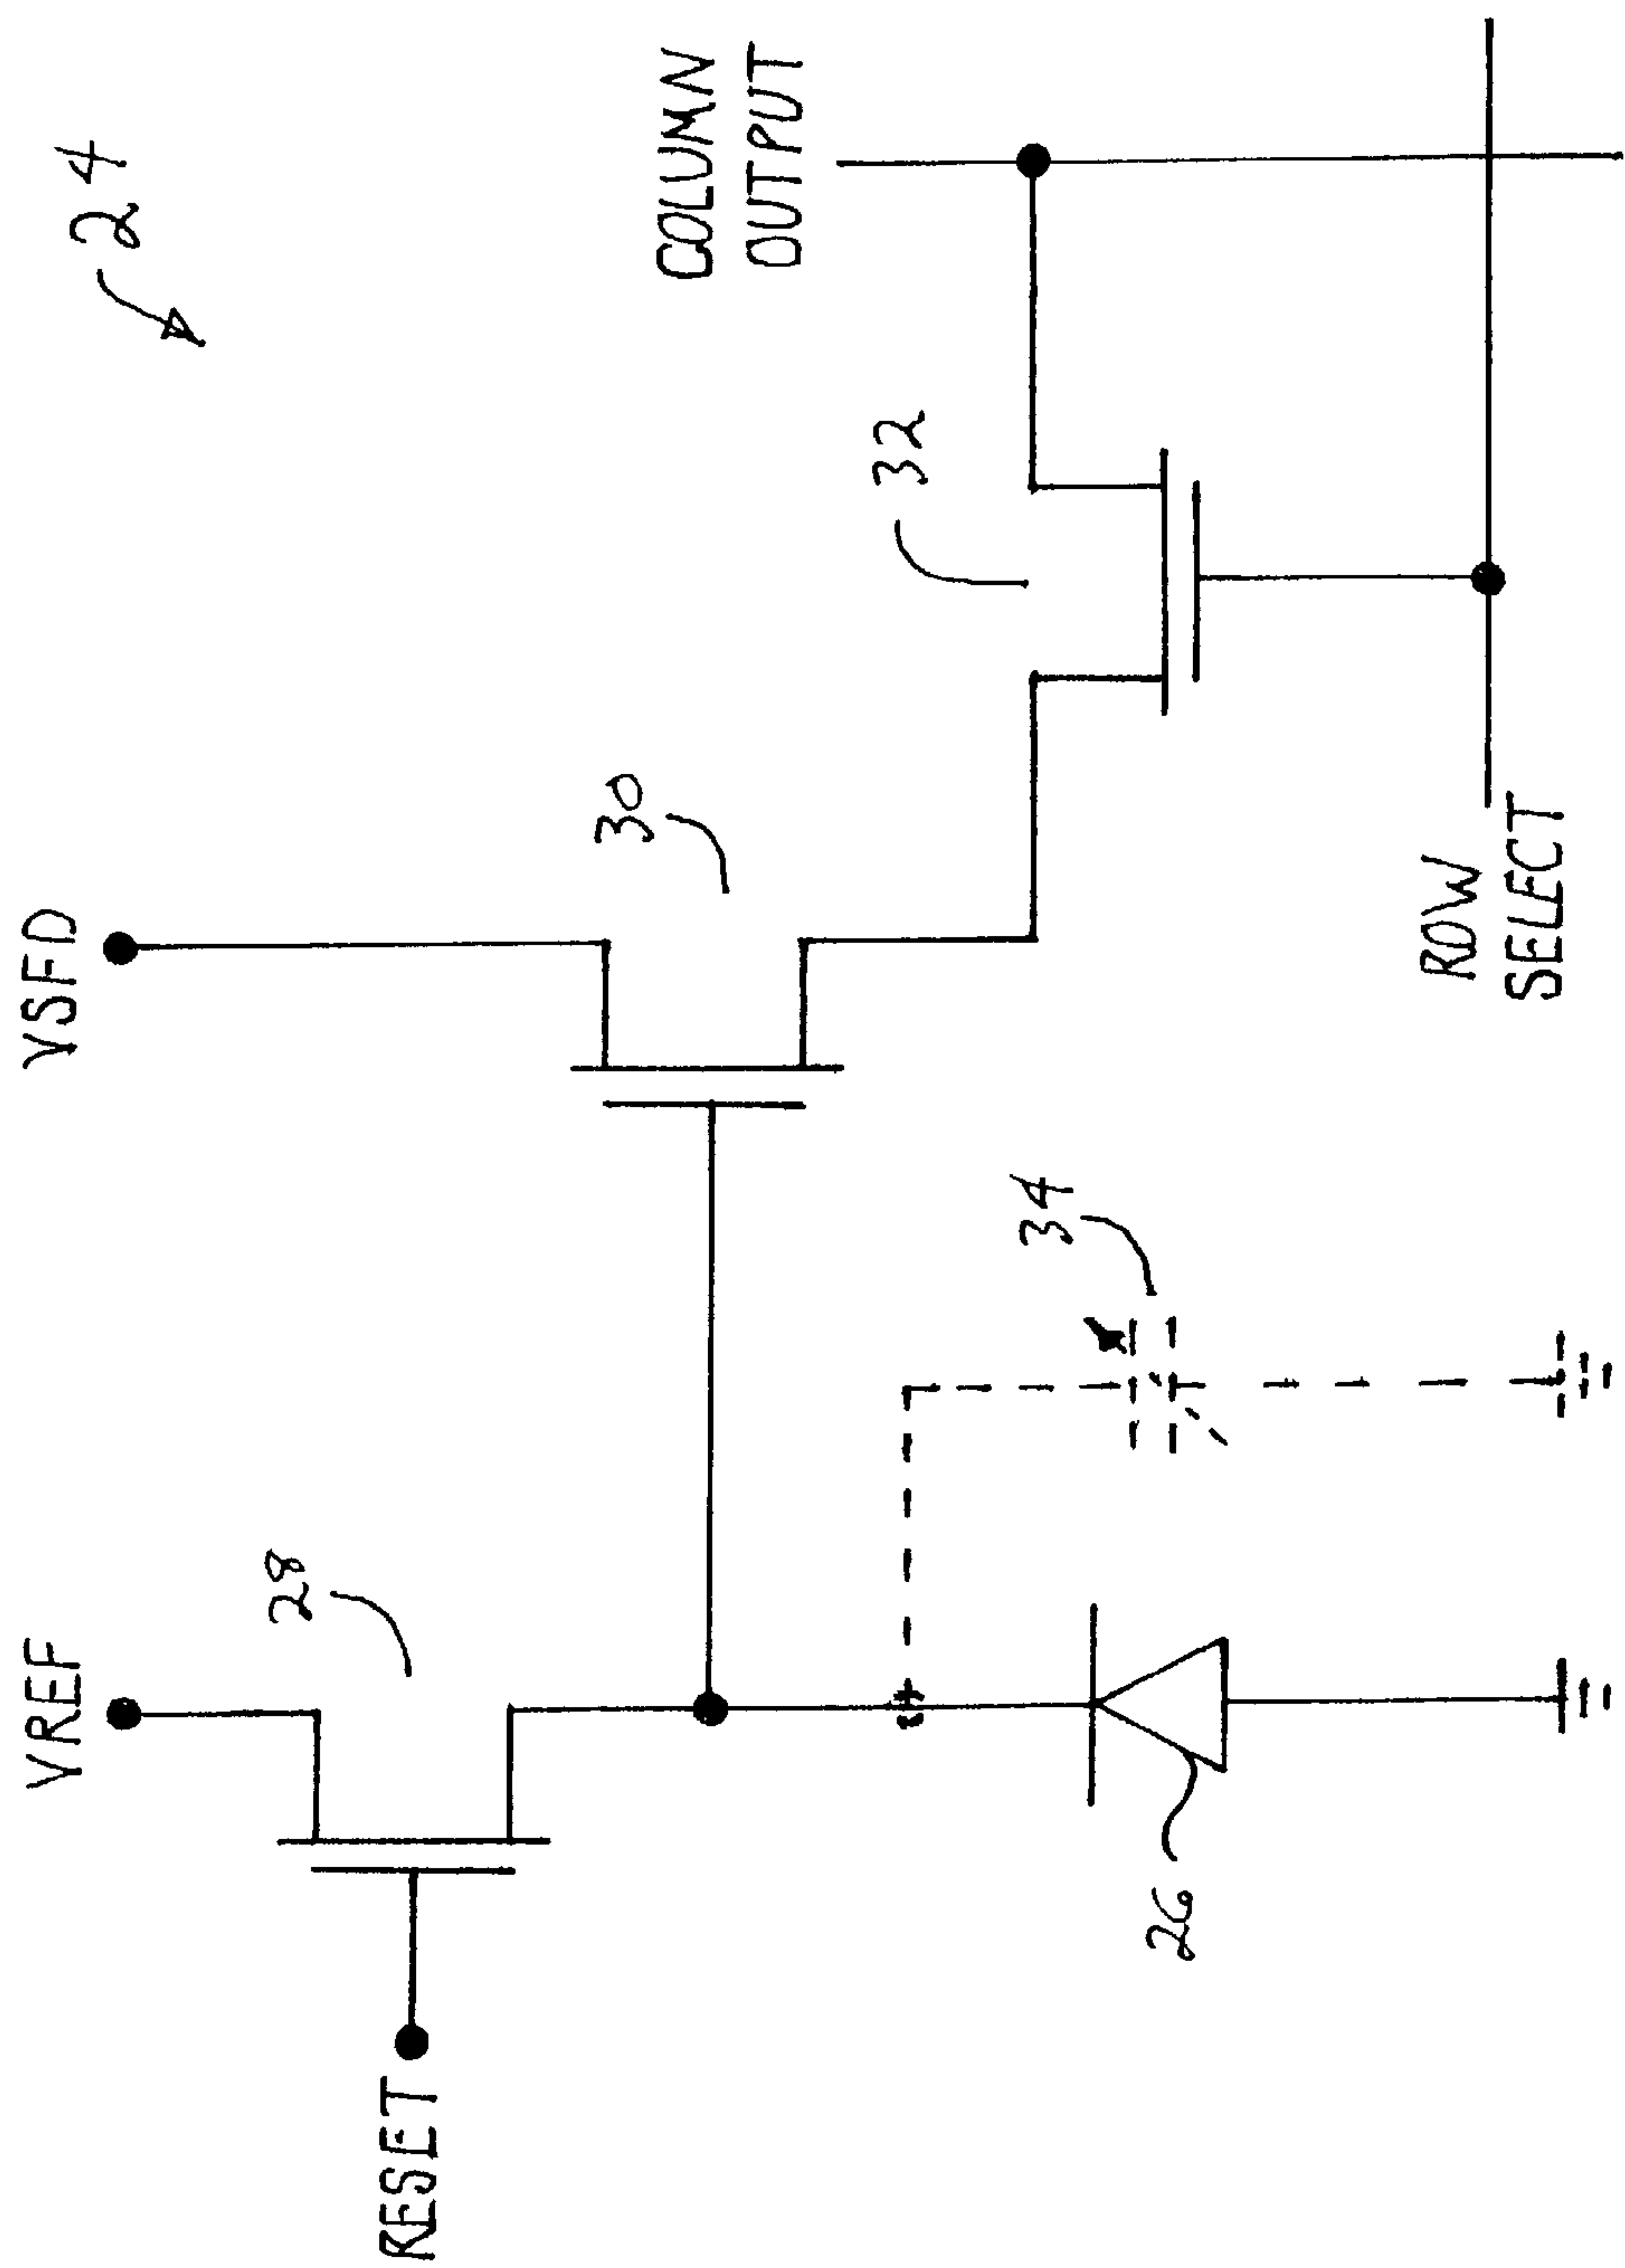 24
VREF
VSFD
28
30
COLUMN
OUTPUT
RESET
32
34
26
ROW
SELECT